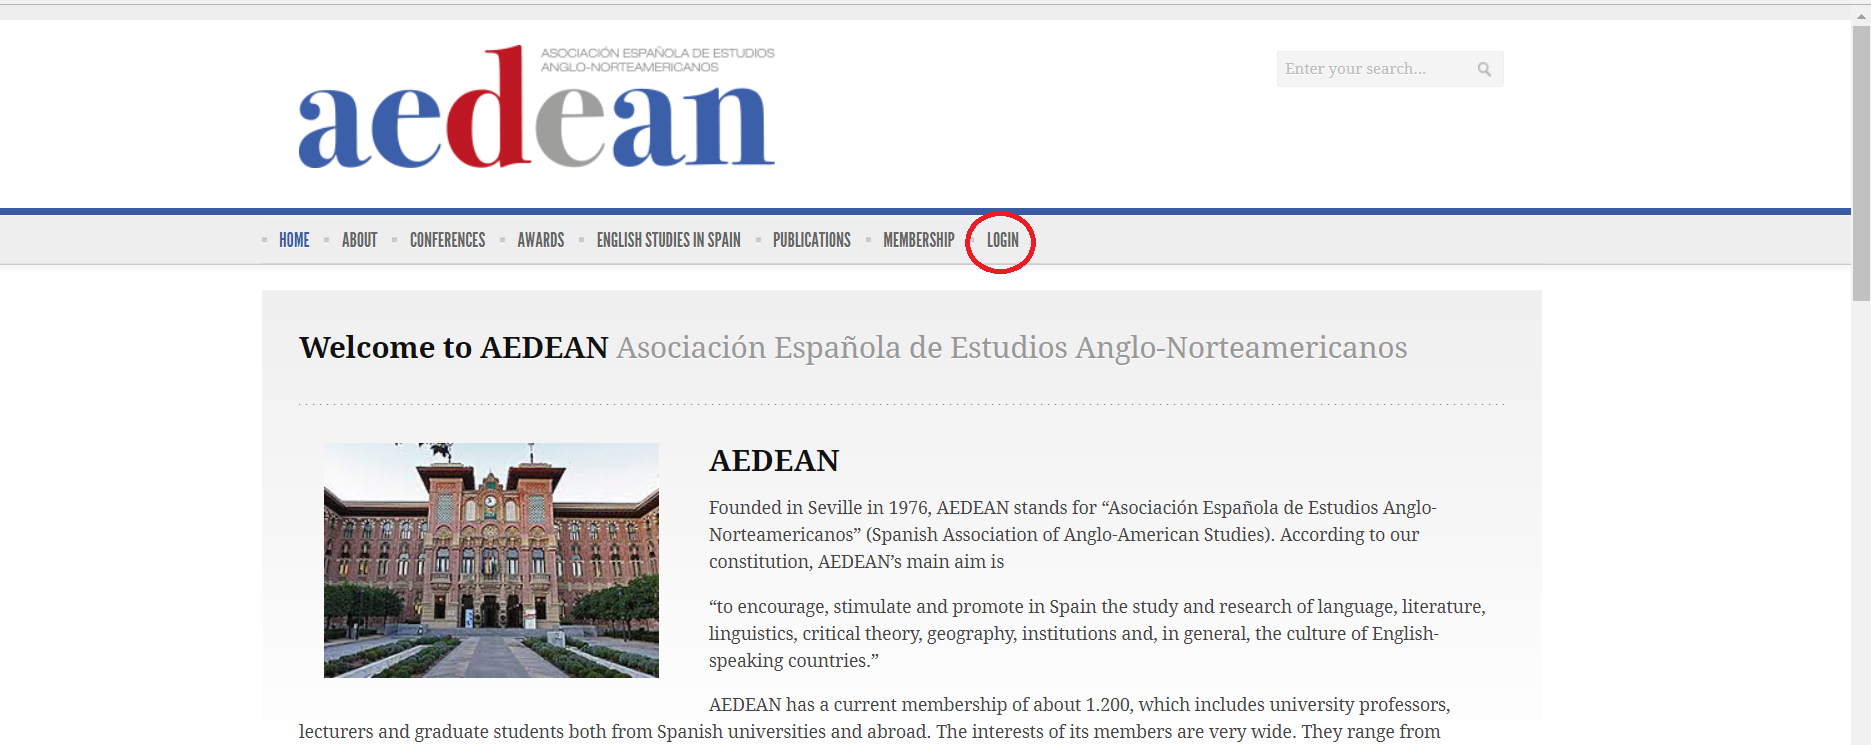 ASOCIACIÓN ESPAÑOLA DE ESTUDIOS
ANGLO-NORTEAMERICANOS
aedean
Enter your search...
HOME ABOUT CONFERENCES AWARDS ENGLISH STUDIES IN SPAIN PUBLICATIONS MEMBERSHIP LOGIN
Welcome to AEDEAN Asociación Española de Estudios Anglo-Norteamericanos
AEDEAN
Founded in Seville in 1976, AEDEAN stands for “Asociación Española de Estudios Anglo-
Norteamericanos” (Spanish Association of Anglo-American Studies). According to our
constitution, AEDEAN’s main aim is
“to encourage, stimulate and promote in Spain the study and research of language, literature,
linguistics, critical theory, geography, institutions and, in general, the culture of English-
speaking countries.”
AEDEAN has a current membership of about 1.200, which includes university professors,
lecturers and graduate students both from Spanish universities and abroad. The interests of its members are very wide. They range from